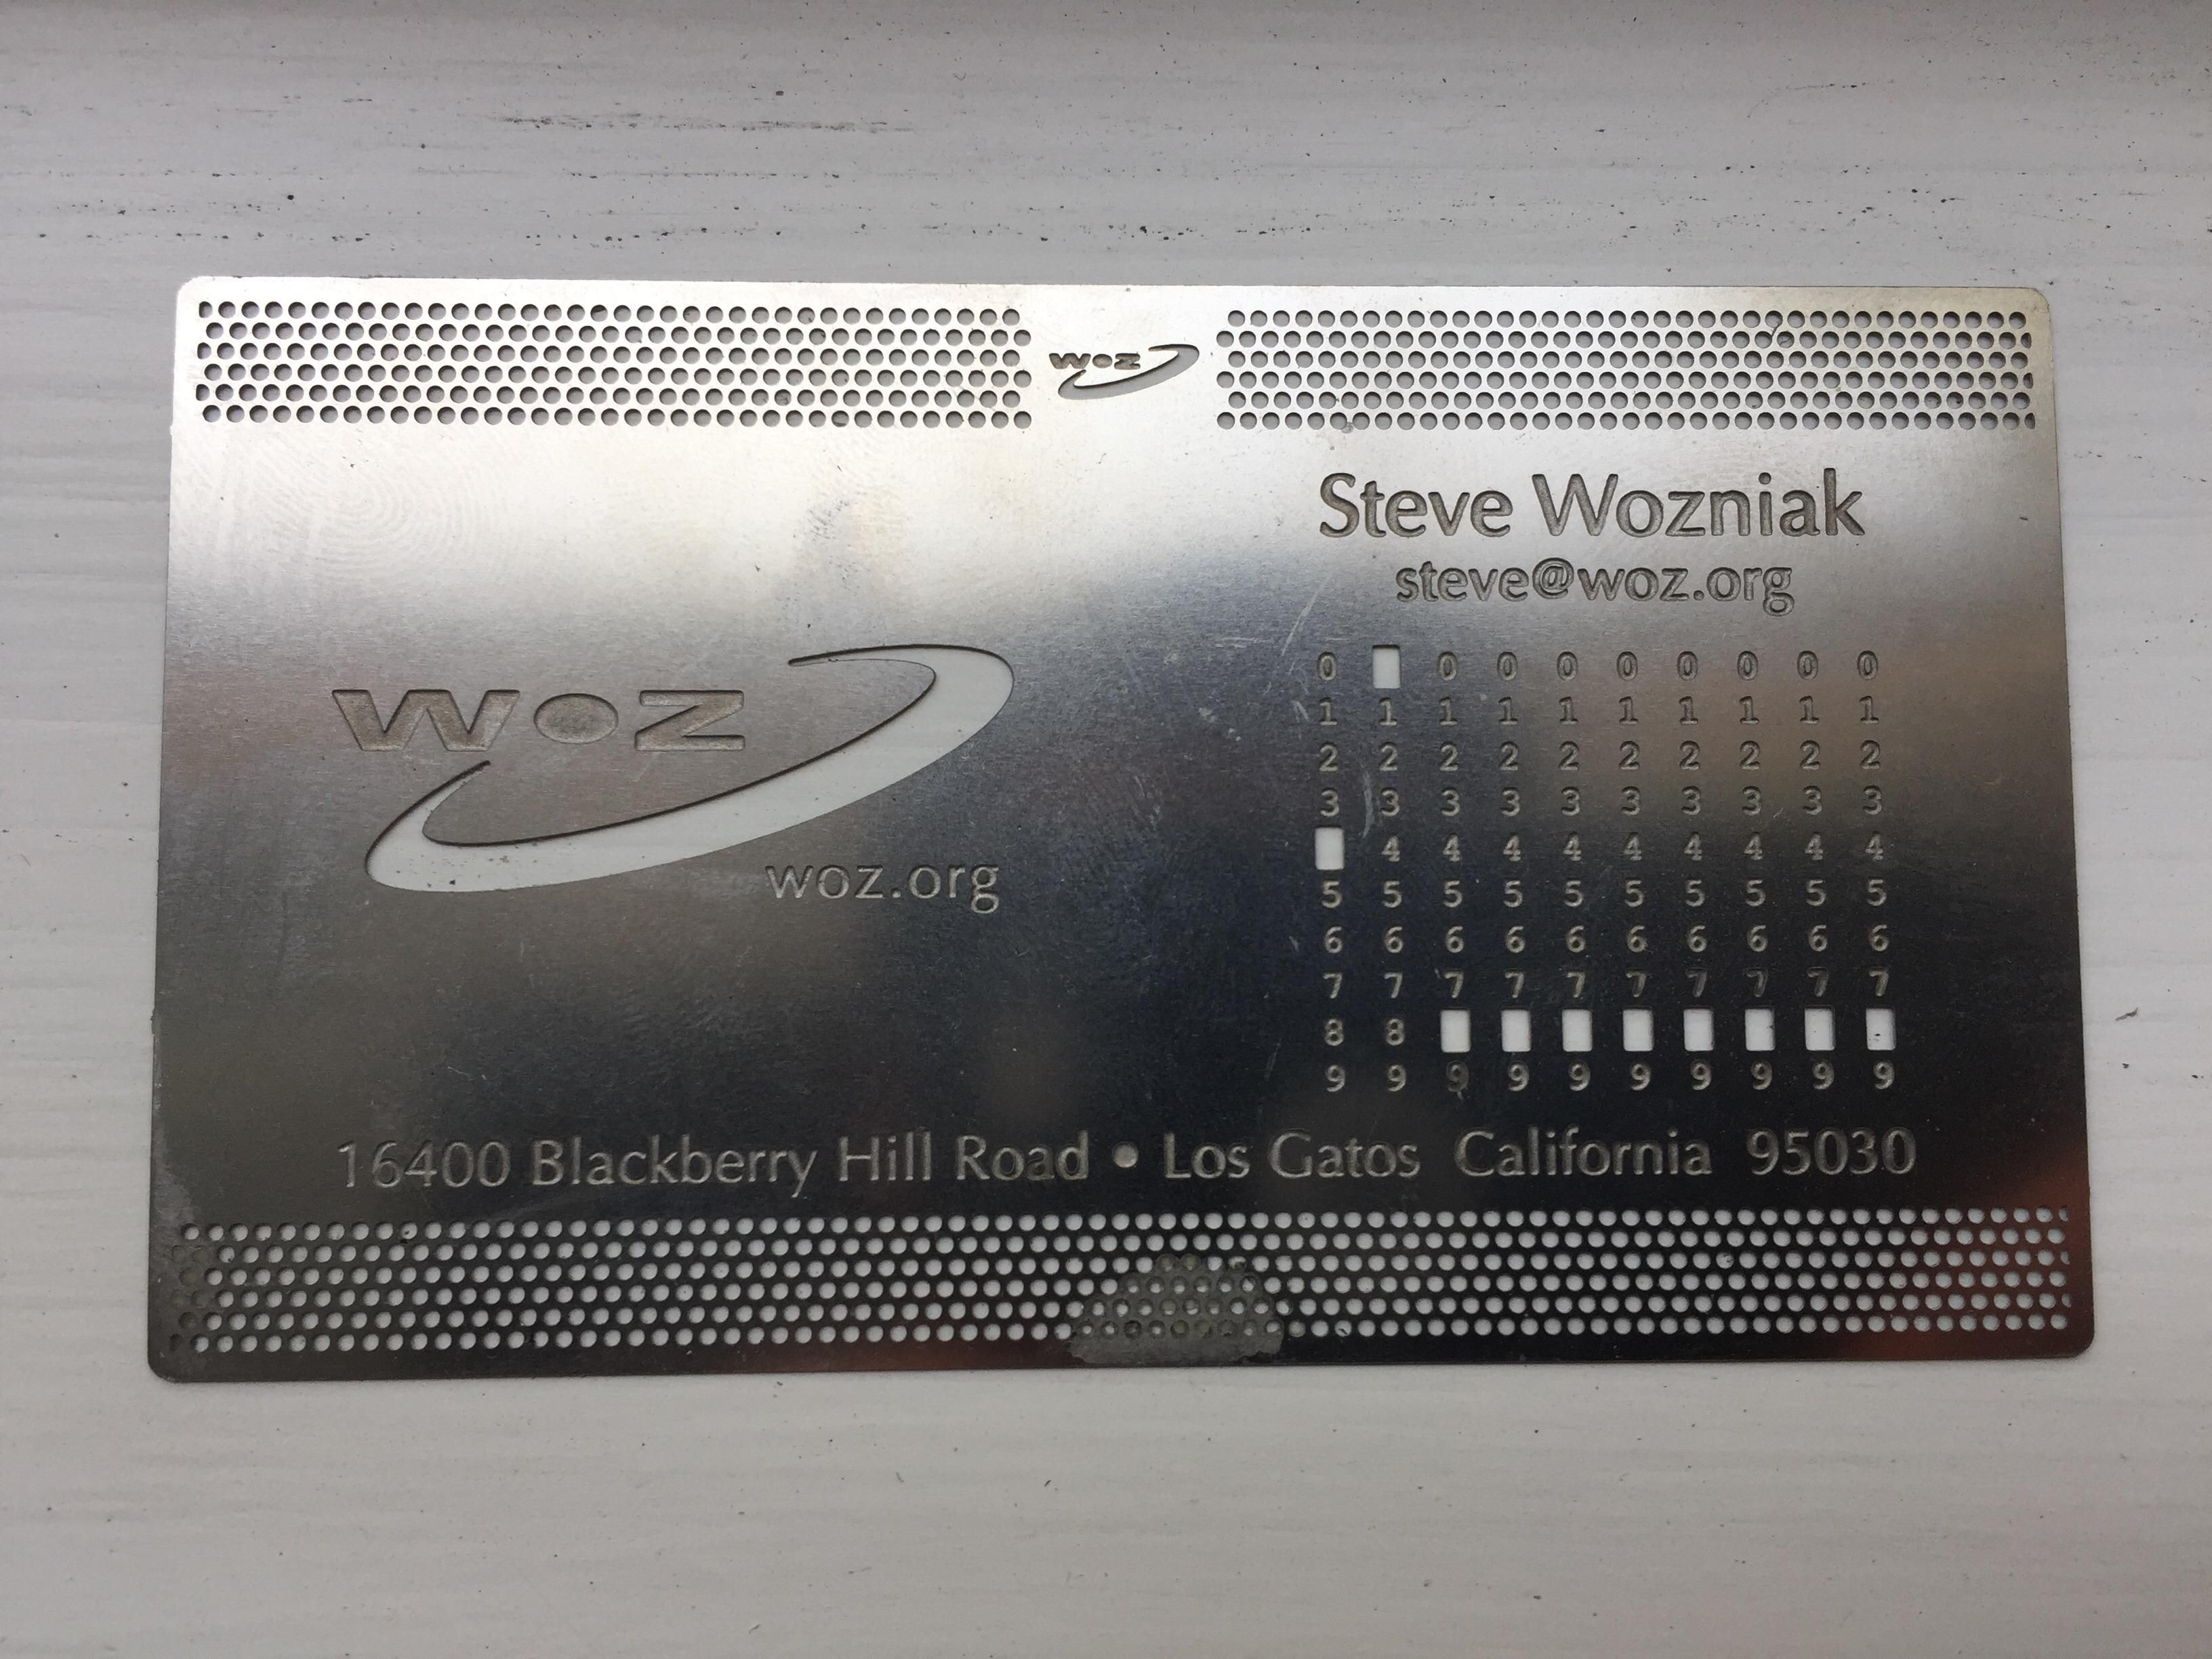 WOZ
Steve Wozniak
steve@woz.org
WOZ
woz.org
0 0 0 0 0 0 0 0 0
1 1 1 1 1 1 1 1 1 1
2 2 2 2 2 2 2 2 2 2
3 3 3 3 3 3 3 3 3 3
4 4 4 4 4 4 4 4 4
5 5 5 5 5 5 5 5 5 5
6 6 6 6 6 6 6 6 6 6
7 7 7 7 7 7 7 7 7 7
8 8
9 9 9 9 9 9 9 9 9 9
16400 Blackberry Hill Road • Los Gatos California 95030